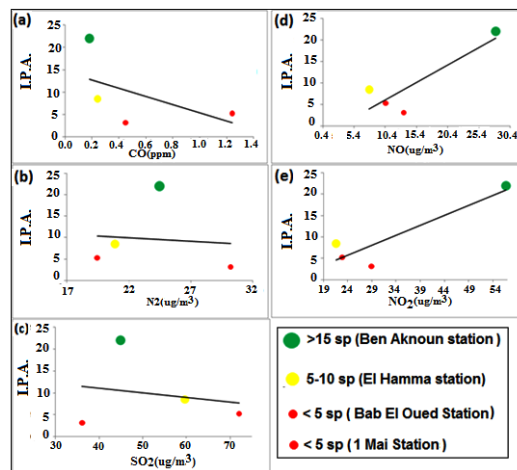 (a)
I.P.A.
25
20
15
10
5
0
0.0 0.2 0.4 0.6 0.8 1.0 1.2 1.4
CO(ppm)
(b)
I.P.A.
25
20
15
10
5
0
17 22 27 32
N2(ug/m3)
(c)
I.P.A.
25
20
15
10
5
0
30 40 50 60 70
SO2(ug/m3)
(d)
I.P.A.
25
20
15
10
5
0
0.4 5.4 10.4 15.4 20.4 25.4 30.4
NO(ug/m3)
(e)
I.P.A.
25
20
15
10
5
0
19 24 29 34 39 44 49 54
NO2(ug/m3)
>15 sp (Ben Aknoun station)
5-10 sp (El Hamma station)
< 5 sp ( Bab El Oued Station)
< 5 sp ( 1 Mai Station)